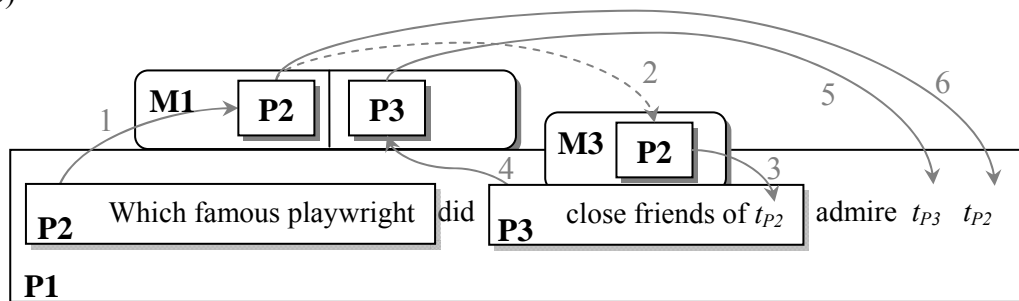 )
6
2
5
M1 P2 P3
1
M3 P2
4
3
P2 Which famous playwright did P3 close friends of tP2 admire tP3 tP2
P1